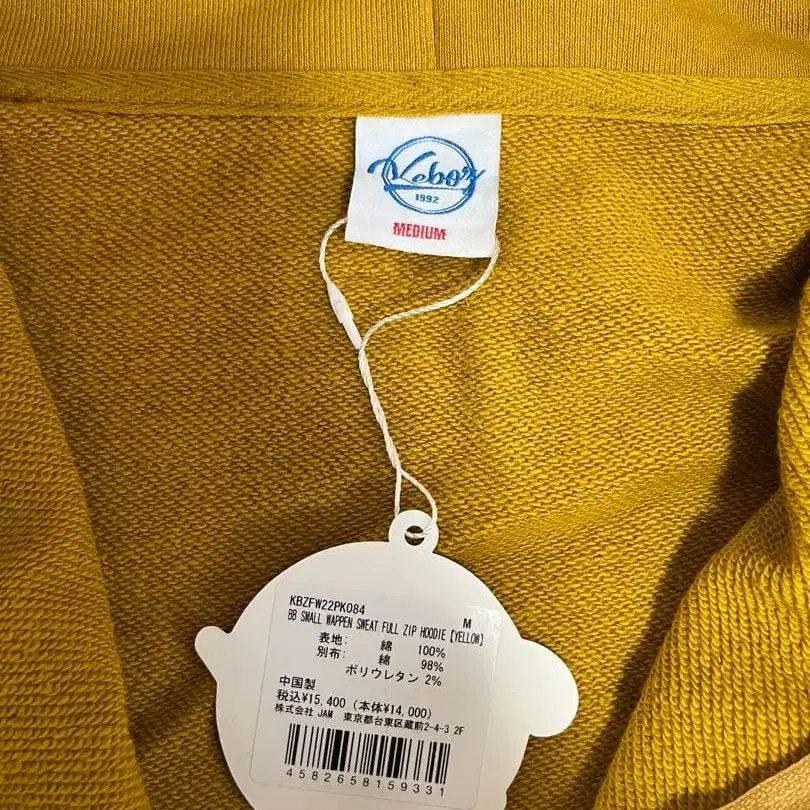 Keboz
1992
MEDIUM
KBZFW22PK084 M
BB SMALL WAPPEN SWEAT FULL ZIP HOODIE【YELLOW】
表地: 綿 100%
別布: 綿 98%
ポリウレタン 2%
中国製
税込¥15,400 (本体¥14,000)
株式会社 JAM 東京都台東区蔵前2-4-3 2F
4582658159331